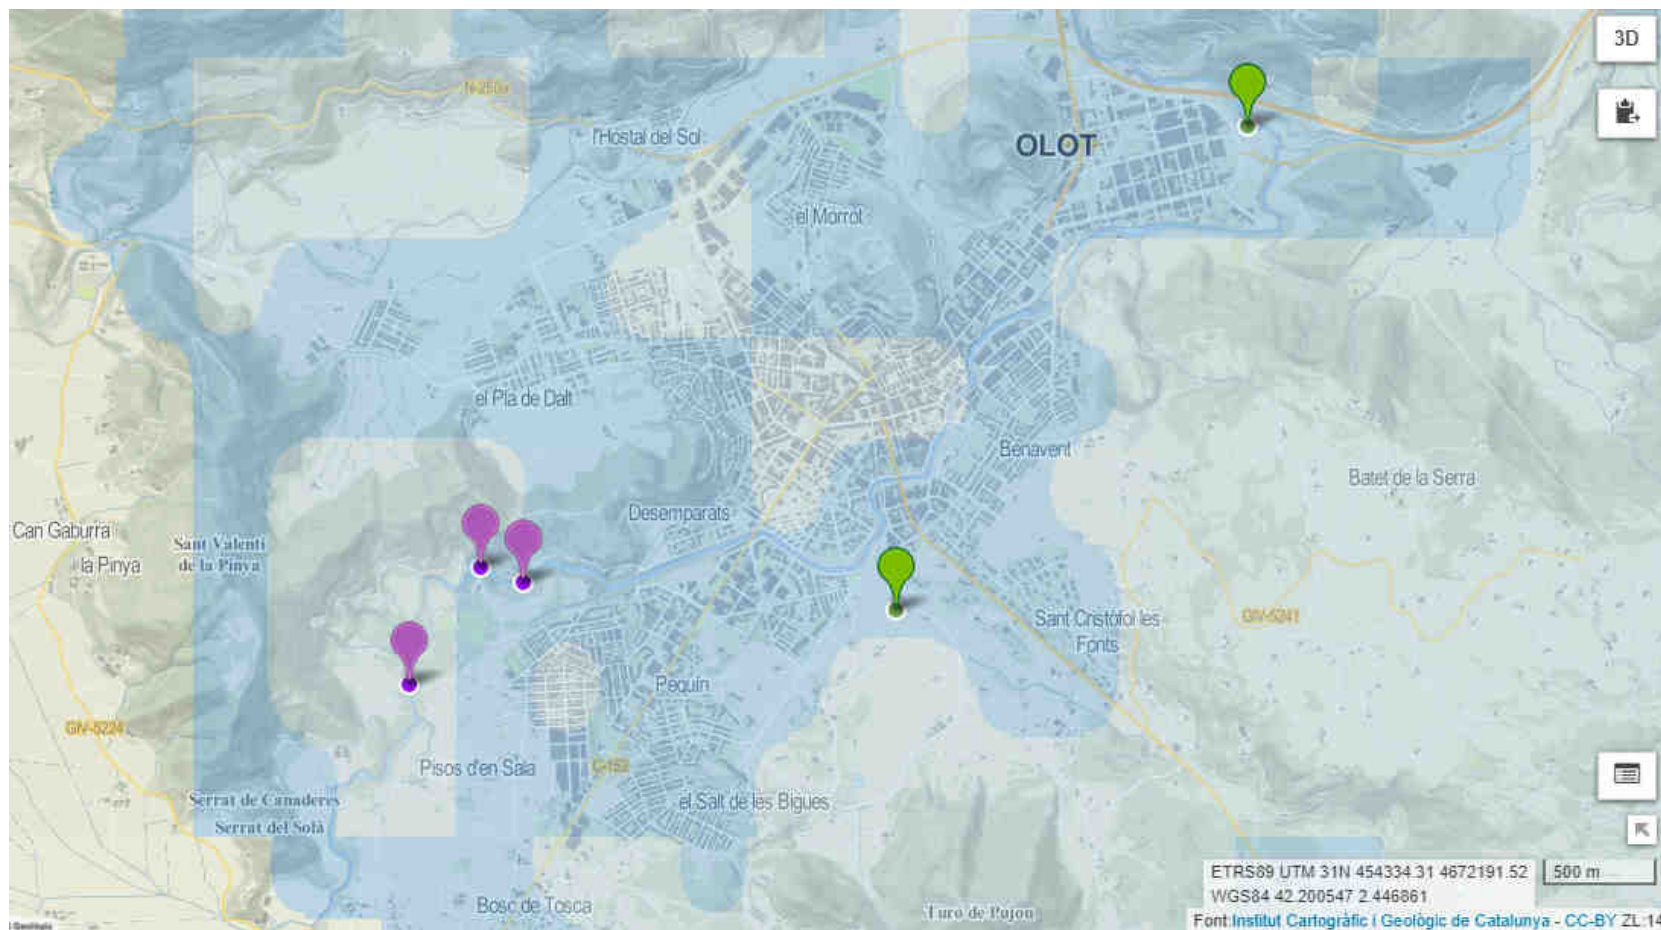 3D
N-260a
l'Hostal del Sol
OLOT
el Morrot
el Pla de Dalt
Benavent
Batet de la Serra
Desemparats
Can Gaburra
la Pinya
Sant Valentí
de la Pinya
Sant Cristòfol les
Fonts
GIV-5241
Pequín
GIV-5224
Pisos d'en Saia
C-152
el Salt de les Bigues
Serrat de Canaderes
Serrat del Solà
Bosc de Tosca
Turó de Pujou
ETRS89 UTM 31N 454334.31 4672191.52
500 m
WGS84 42.200547 2.446861
Font:Institut Cartogràfic i Geològic de Catalunya - CC-BY ZL:14